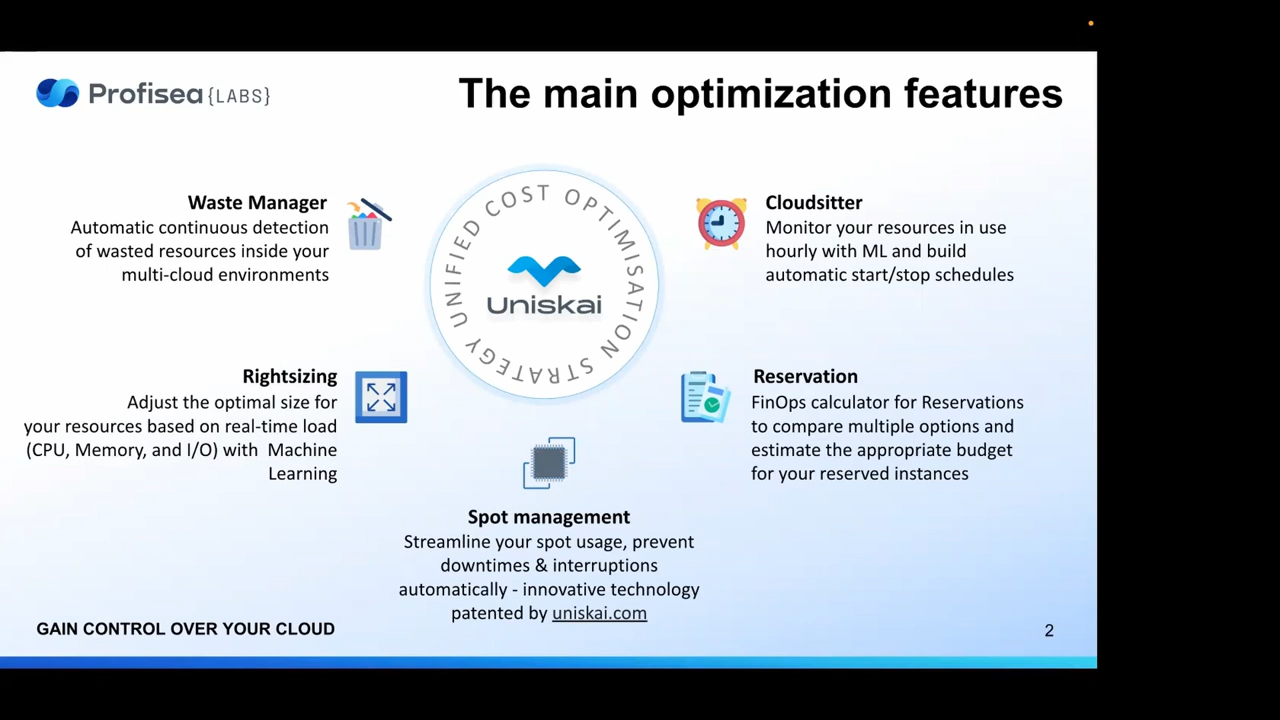 Profisea {LABS}
The main optimization features
Waste Manager
Automatic continuous detection
of wasted resources inside your
multi-cloud environments
UNIFIED COST OPTIMISATION STRATEGY
Uniskai
Cloudsitter
Monitor your resources in use
hourly with ML and build
automatic start/stop schedules
Rightsizing
Adjust the optimal size for
your resources based on real-time load
(CPU, Memory, and I/O) with  Machine
Learning
Reservation
FinOps calculator for Reservations
to compare multiple options and
estimate the appropriate budget
for your reserved instances
Spot management
Streamline your spot usage, prevent
downtimes & interruptions
automatically - innovative technology
patented by uniskai.com
GAIN CONTROL OVER YOUR CLOUD
2